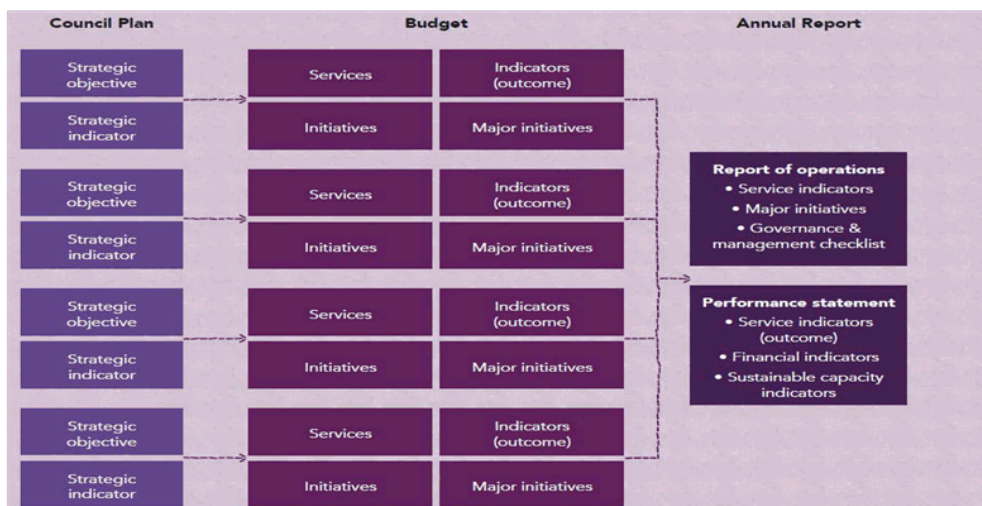 Council Plan
Budget
Annual Report
Strategic
objective
Services
Indicators
(outcome)
Strategic
indicator
Initiatives
Major initiatives
Strategic
objective
Services
Indicators
(outcome)
Strategic
indicator
Initiatives
Major initiatives
Strategic
objective
Services
Indicators
(outcome)
Strategic
indicator
Initiatives
Major initiatives
Strategic
objective
Services
Indicators
(outcome)
Strategic
indicator
Initiatives
Major initiatives
Report of operations
• Service indicators
• Major initiatives
• Governance &
management checklist
Performance statement
• Service indicators
(outcome)
• Financial indicators
• Sustainable capacity
indicators